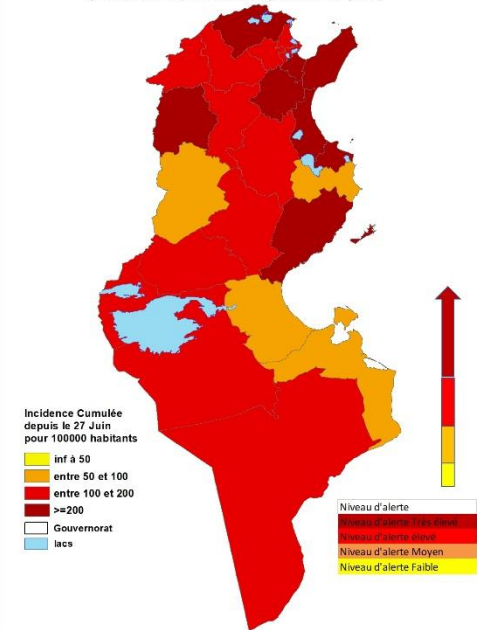 Incidence Cumulée
depuis le 27 Juin
pour 100000 habitants
inf à 50
entre 50 et 100
entre 100 et 200
>=200
Gouvernorat
lacs
Niveau d'alerte
Niveau d'alerte Très élevé
Niveau d'alerte élevé
Niveau d'alerte Moyen
Niveau d'alerte Faible